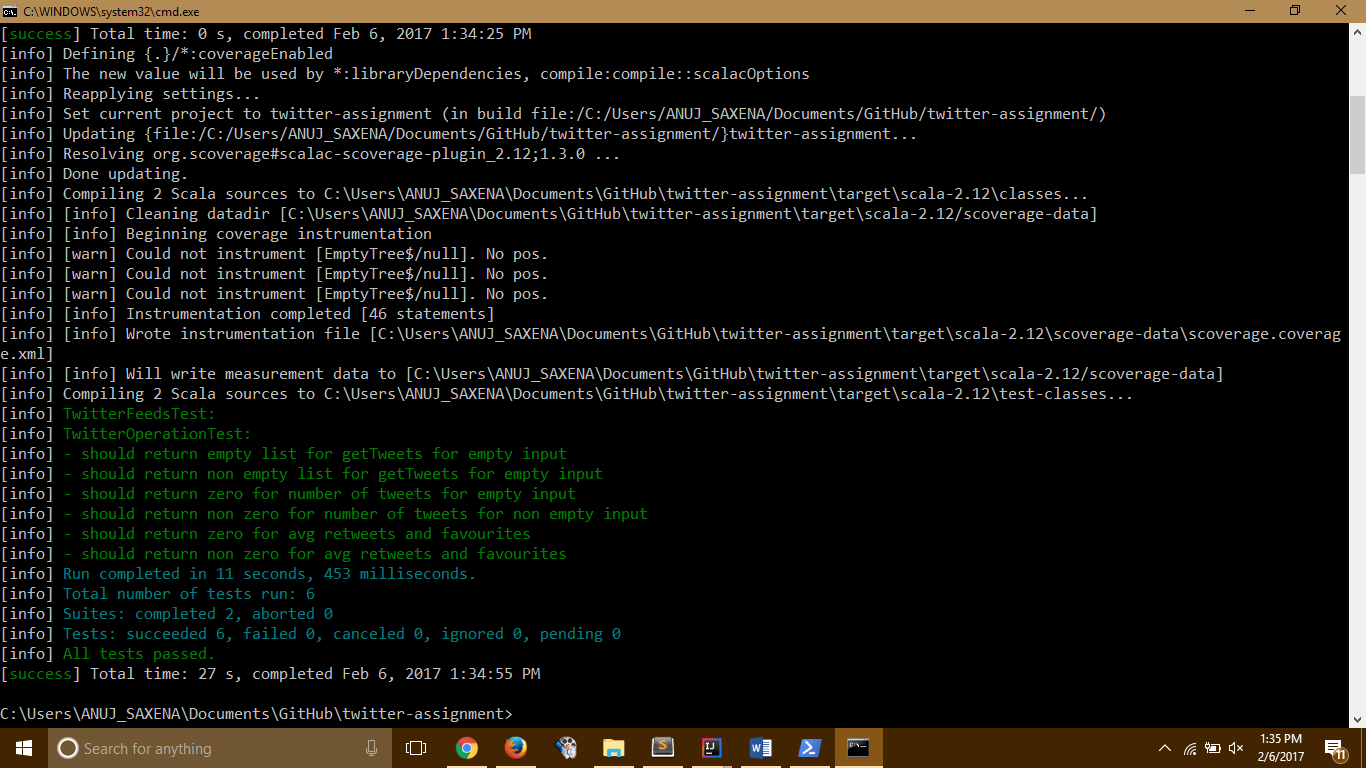 C:\WINDOWS\system32\cmd.exe
[success] Total time: 0 s, completed Feb 6, 2017 1:34:25 PM
[info] Defining {.}/*:coverageEnabled
[info] The new value will be used by *:libraryDependencies, compile:compile::scalacOptions
[info] Reapplying settings...
[info] Set current project to twitter-assignment (in build file:/C:/Users/ANUJ_SAXENA/Documents/GitHub/twitter-assignment/)
[info] Updating {file:/C:/Users/ANUJ_SAXENA/Documents/GitHub/twitter-assignment/}twitter-assignment...
[info] Resolving org.scoverage#scalac-scoverage-plugin_2.12;1.3.0 ...
[info] Done updating.
[info] Compiling 2 Scala sources to C:\Users\ANUJ_SAXENA\Documents\GitHub\twitter-assignment\target\scala-2.12\classes...
[info] [info] Cleaning datadir [C:\Users\ANUJ_SAXENA\Documents\GitHub\twitter-assignment\target\scala-2.12/scoverage-data]
[info] [info] Beginning coverage instrumentation
[info] [warn] Could not instrument [EmptyTree$/null]. No pos.
[info] [warn] Could not instrument [EmptyTree$/null]. No pos.
[info] [warn] Could not instrument [EmptyTree$/null]. No pos.
[info] [info] Instrumentation completed [46 statements]
[info] [info] Wrote instrumentation file [C:\Users\ANUJ_SAXENA\Documents\GitHub\twitter-assignment\target\scala-2.12\scoverage-data\scoverage.coverag
e.xml]
[info] [info] Will write measurement data to [C:\Users\ANUJ_SAXENA\Documents\GitHub\twitter-assignment\target\scala-2.12/scoverage-data]
[info] Compiling 2 Scala sources to C:\Users\ANUJ_SAXENA\Documents\GitHub\twitter-assignment\target\scala-2.12\test-classes...
[info] TwitterFeedsTest:
[info] TwitterOperationTest:
[info] - should return empty list for getTweets for empty input
[info] - should return non empty list for getTweets for empty input
[info] - should return zero for number of tweets for empty input
[info] - should return non zero for number of tweets for non empty input
[info] - should return zero for avg retweets and favourites
[info] - should return non zero for avg retweets and favourites
[info] Run completed in 11 seconds, 453 milliseconds.
[info] Total number of tests run: 6
[info] Suites: completed 2, aborted 0
[info] Tests: succeeded 6, failed 0, canceled 0, ignored 0, pending 0
[info] All tests passed.
[success] Total time: 27 s, completed Feb 6, 2017 1:34:55 PM
C:\Users\ANUJ_SAXENA\Documents\GitHub\twitter-assignment>
Search for anything
1:35 PM
2/6/2017
11